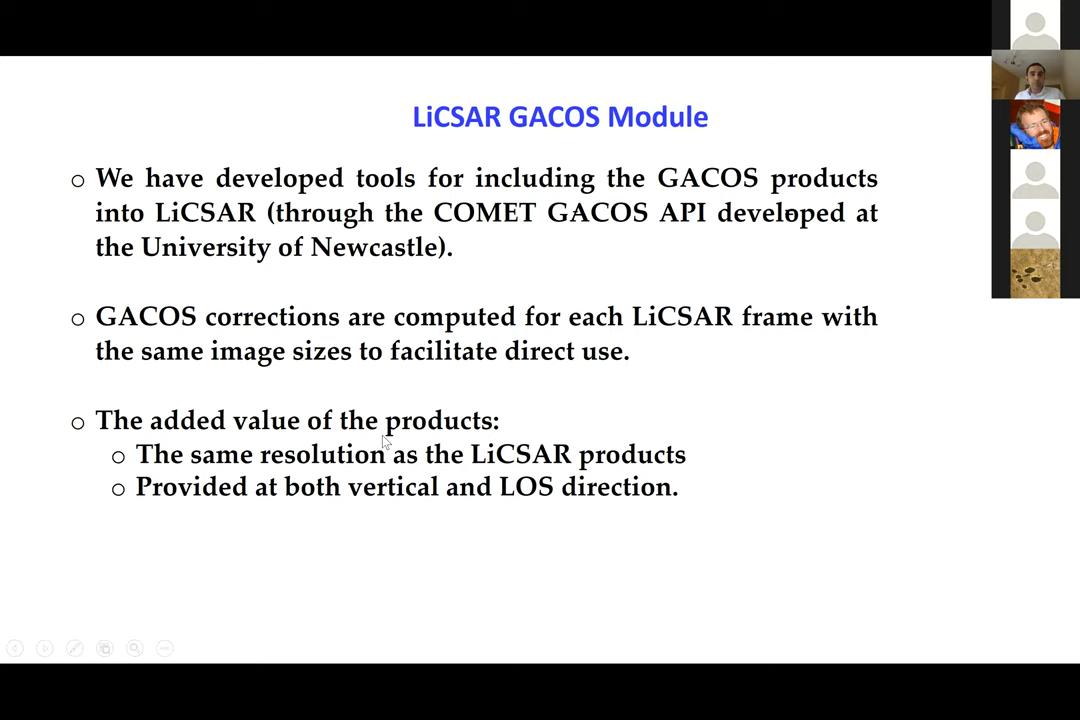 LiCSAR GACOS Module
o We have developed tools for including the GACOS products
into LiCSAR (through the COMET GACOS API developed at
the University of Newcastle).
o GACOS corrections are computed for each LiCSAR frame with
the same image sizes to facilitate direct use.
o The added value of the products:
o The same resolution as the LiCSAR products
o Provided at both vertical and LOS direction.